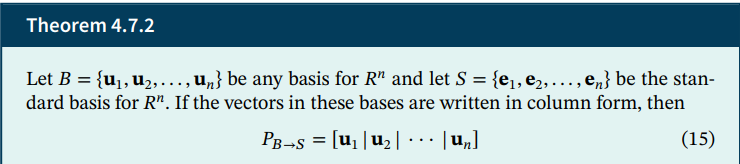 Theorem 4.7.2
Let B = {u₁, u₂, . . . , uₙ} be any basis for Rⁿ and let S = {e₁, e₂, . . . , eₙ} be the stan-
dard basis for Rⁿ. If the vectors in these bases are written in column form, then
P_{B→S} = [u₁ | u₂ | ⋯ | uₙ] (15)